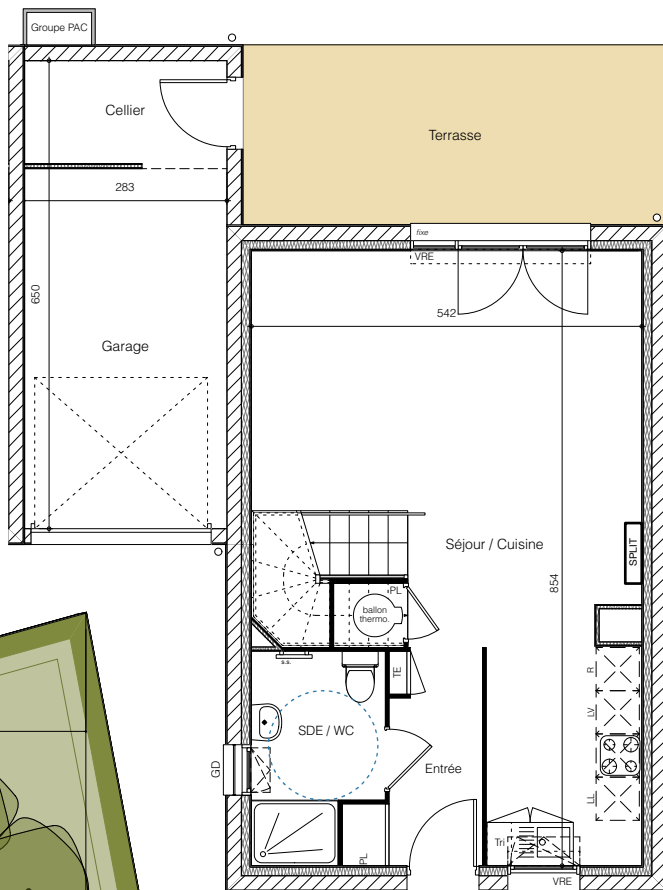 Groupe PAC
Cellier
Terrasse
283
fixe
VRE
650
542
Garage
Séjour / Cuisine
SPLIT
854
PL
ballon
thermo.
s.s.
TE
R
LV
SDE / WC
GD
Entrée
LL
Tri
PL
VRE